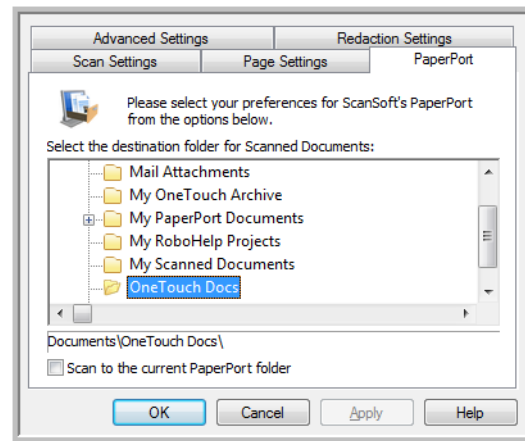 Advanced Settings Redaction Settings
Scan Settings Page Settings PaperPort
Please select your preferences for ScanSoft's PaperPort
from the options below.
Select the destination folder for Scanned Documents:
Mail Attachments
My OneTouch Archive
My PaperPort Documents
My RoboHelp Projects
My Scanned Documents
OneTouch Docs
Documents\OneTouch Docs\
Scan to the current PaperPort folder
OK Cancel Apply Help